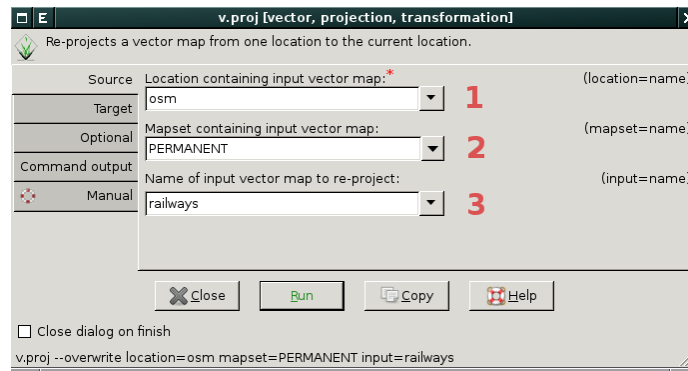 v.proj [vector, projection, transformation]
Re-projects a vector map from one location to the current location.
Source
Target
Optional
Command output
Manual
Location containing input vector map:*
(location=name)
osm
1
Mapset containing input vector map:
(mapset=name)
PERMANENT
2
Name of input vector map to re-project:
(input=name)
railways
3
Close
Run
Copy
Help
Close dialog on finish
v.proj --overwrite location=osm mapset=PERMANENT input=railways